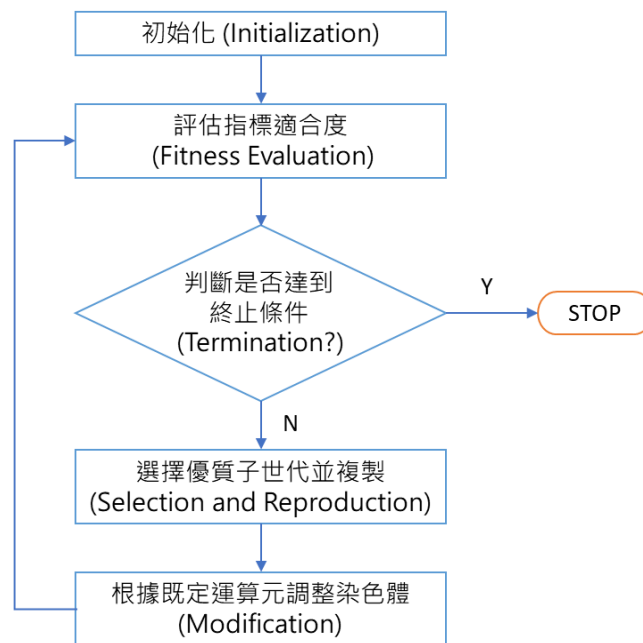 初始化 (Initialization)
評估指標適合度
(Fitness Evaluation)
判斷是否達到
終止條件
(Termination?)
Y
STOP
N
選擇優質子世代並複製
(Selection and Reproduction)
根據既定運算元調整染色體
(Modification)